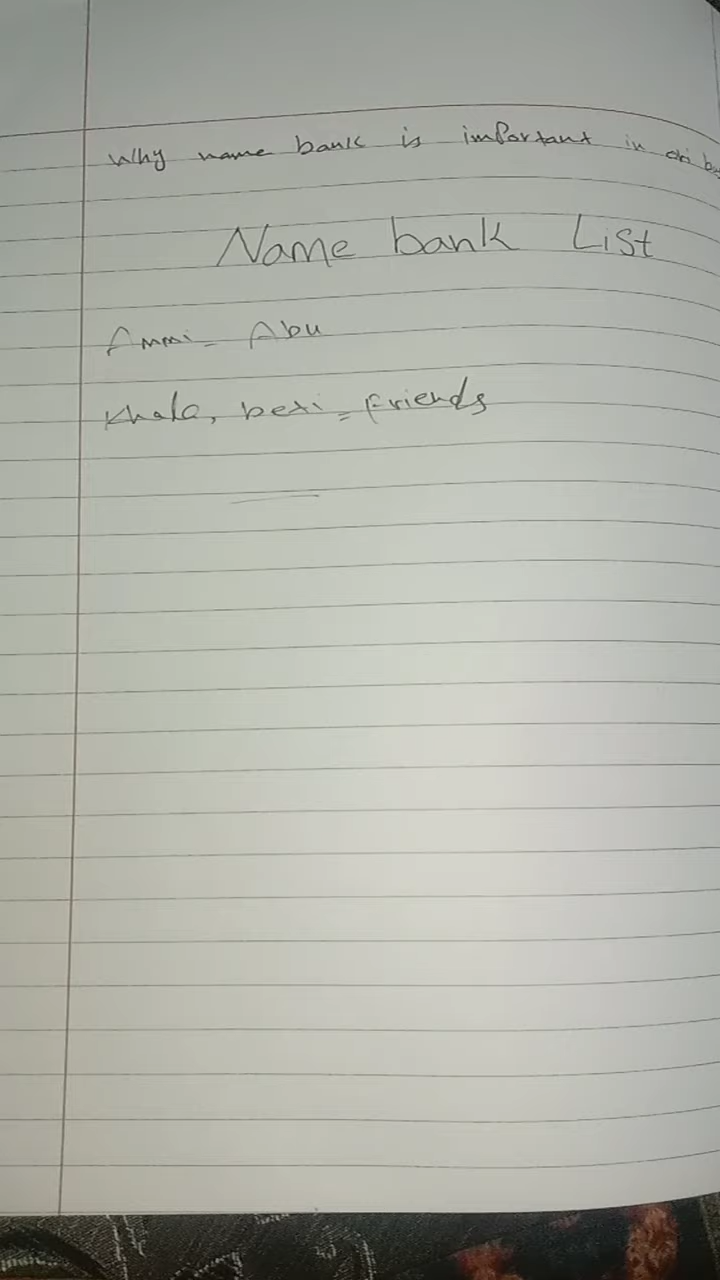 Why name bank is important in
Name bank List
Ammi - Abu
Khala, beti = friends